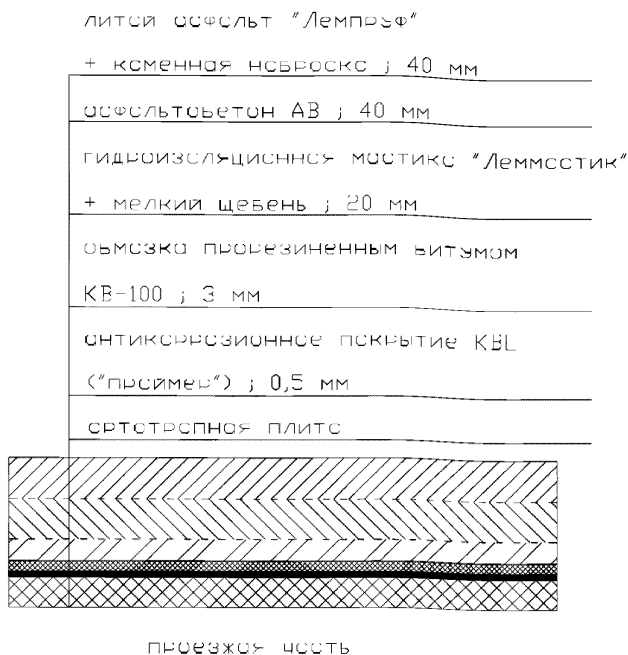 литой асфальт "Лемпруф"
+ каменная наброска ; 40 мм
асфальтобетон АВ ; 40 мм
гидроизоляционная мастика "Леммастик"
+ мелкий щебень ; 20 мм
обмазка прорезиненным битумом
КВ-100 ; 3 мм
антикоррозионное покрытие KBL
("праймер") ; 0,5 мм
ортотропная плита
проезжая часть